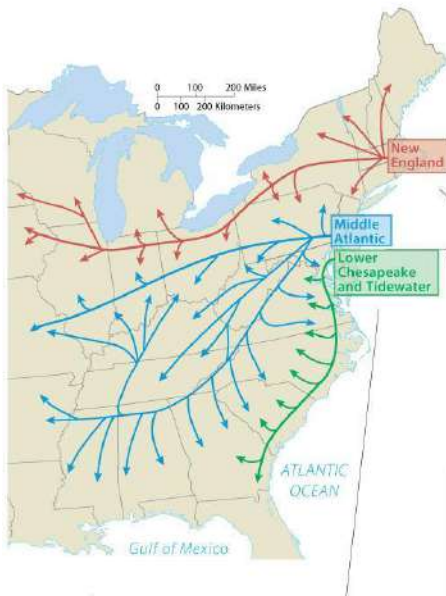 0 100 200 Miles
0 100 200 Kilometers
New
England
Middle
Atlantic
Lower
Chesapeake
and Tidewater
ATLANTIC
OCEAN
Gulf of Mexico